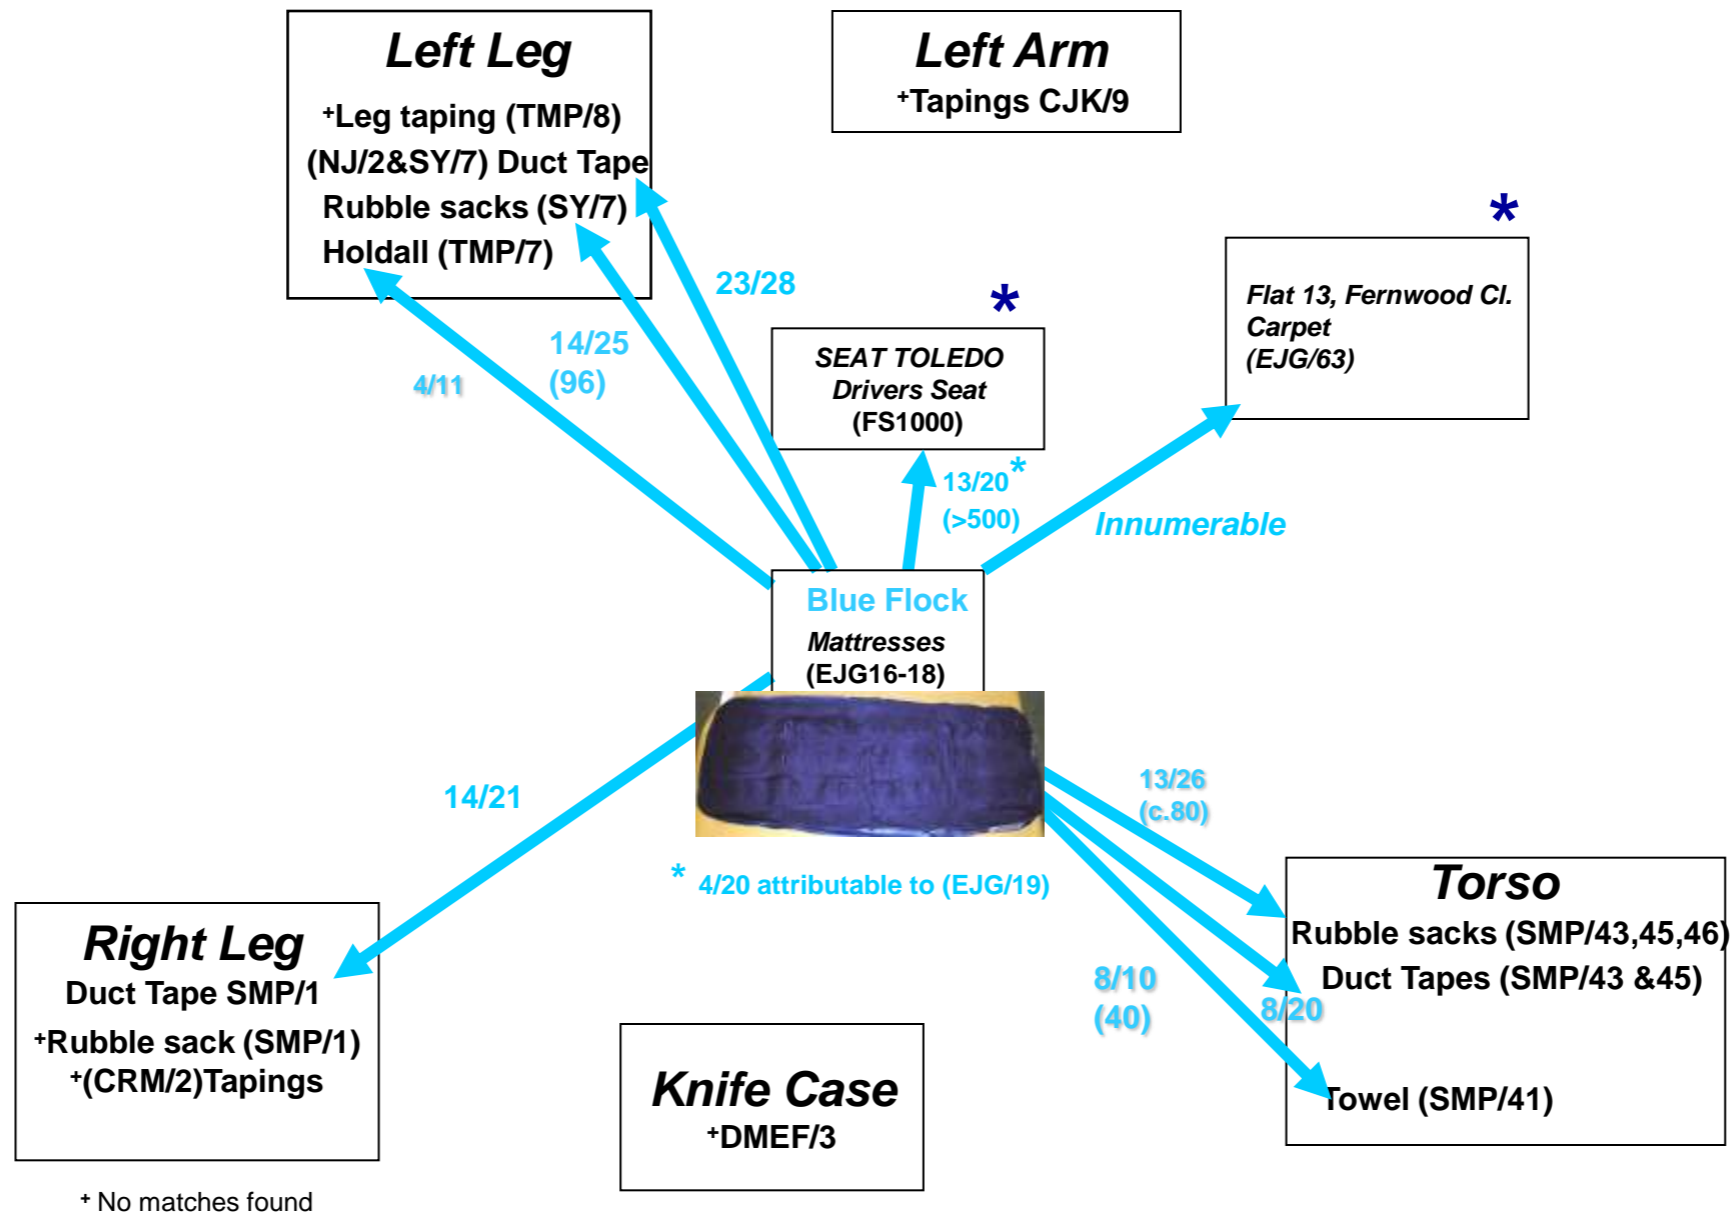 Left Leg
+Leg taping (TMP/8)
(NJ/2&SY/7) Duct Tape
Rubble sacks (SY/7)
Holdall (TMP/7)
Left Arm
+Tapings CJK/9
*
Flat 13, Fernwood Cl.
Carpet
(EJG/63)
*
SEAT TOLEDO
Drivers Seat
(FS1000)
23/28
14/25
(96)
4/11
13/20*
(>500)
Innumerable
Blue Flock
Mattresses
(EJG16-18)
14/21
13/26
(c.80)
* 4/20 attributable to (EJG/19)
8/10
(40)
8/20
Torso
Rubble sacks (SMP/43,45,46)
Duct Tapes (SMP/43 &45)
Towel (SMP/41)
Right Leg
Duct Tape SMP/1
+Rubble sack (SMP/1)
+(CRM/2)Tapings
Knife Case
+DMEF/3
+ No matches found